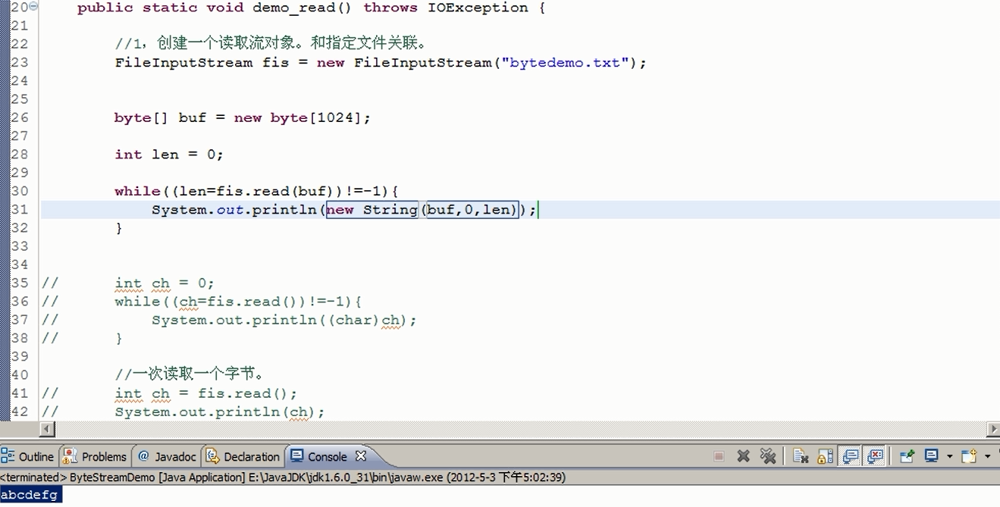 20 public static void demo_read() throws IOException {
21
22 //1，创建一个读取流对象。和指定文件关联。
23 FileInputStream fis = new FileInputStream("bytedemo.txt");
24
25
26 byte[] buf = new byte[1024];
27
28 int len = 0;
29
30 while((len=fis.read(buf))!=-1){
31 System.out.println(new String(buf,0,len));
32 }
33
34
35 // int ch = 0;
36 // while((ch=fis.read())!=-1){
37 // System.out.println((char)ch);
38 // }
39
40 //一次读取一个字节。
41 // int ch = fis.read();
42 // System.out.println(ch);
Outline Problems @ Javadoc Declaration Console
<terminated> ByteStreamDemo [Java Application] E:\JavaJDK\jdk1.6.0_31\bin\javaw.exe (2012-5-3 下午5:02:39)
abcdefg